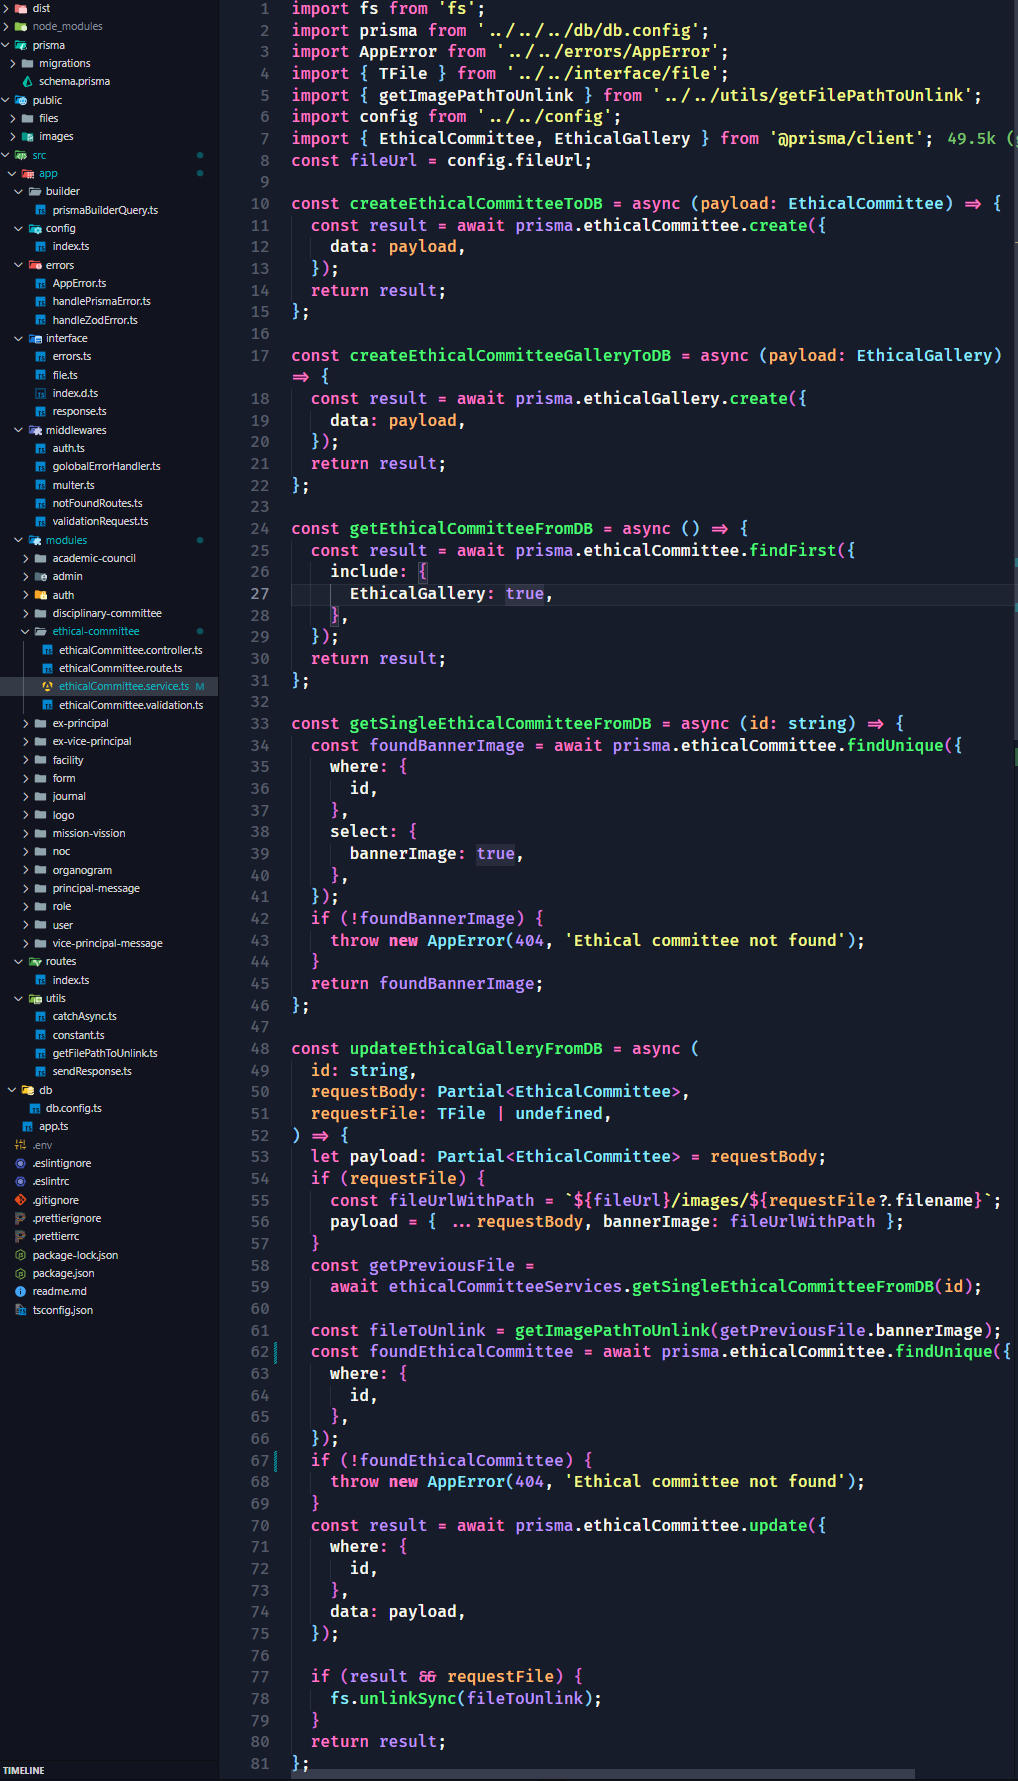 dist
node_modules
prisma
migrations
schema.prisma
public
files
images
src
app
builder
prismaBuilderQuery.ts
config
index.ts
errors
AppError.ts
handlePrismaError.ts
handleZodError.ts
interface
errors.ts
file.ts
index.d.ts
response.ts
middlewares
auth.ts
golobalErrorHandler.ts
multer.ts
notFoundRoutes.ts
validationRequest.ts
modules
academic-council
admin
auth
disciplinary-committee
ethical-committee
ethicalCommittee.controller.ts
ethicalCommittee.route.ts
ethicalCommittee.service.ts M
ethicalCommittee.validation.ts
ex-principal
ex-vice-principal
facility
form
journal
logo
mission-vission
noc
organogram
principal-message
role
user
vice-principal-message
routes
index.ts
utils
catchAsync.ts
constant.ts
getFilePathToUnlink.ts
sendResponse.ts
db
db.config.ts
app.ts
.env
.eslintignore
.eslintrc
.gitignore
.prettierignore
.prettierrc
package-lock.json
package.json
readme.md
tsconfig.json
TIMELINE
1 import fs from 'fs';
2 import prisma from '../../../db/db.config';
3 import AppError from '../../errors/AppError';
4 import { TFile } from '../../interface/file';
5 import { getImagePathToUnlink } from '../../utils/getFilePathToUnlink';
6 import config from '../../config';
7 import { EthicalCommittee, EthicalGallery } from '@prisma/client'; 49.5k (
8 const fileUrl = config.fileUrl;
9
10 const createEthicalCommitteeToDB = async (payload: EthicalCommittee) => {
11 const result = await prisma.ethicalCommittee.create({
12 data: payload,
13 });
14 return result;
15 };
16
17 const createEthicalCommitteeGalleryToDB = async (payload: EthicalGallery)
=> {
18 const result = await prisma.ethicalGallery.create({
19 data: payload,
20 });
21 return result;
22 };
23
24 const getEthicalCommitteeFromDB = async () => {
25 const result = await prisma.ethicalCommittee.findFirst({
26 include: {
27 EthicalGallery: true,
28 },
29 });
30 return result;
31 };
32
33 const getSingleEthicalCommitteeFromDB = async (id: string) => {
34 const foundBannerImage = await prisma.ethicalCommittee.findUnique({
35 where: {
36 id,
37 },
38 select: {
39 bannerImage: true,
40 },
41 });
42 if (!foundBannerImage) {
43 throw new AppError(404, 'Ethical committee not found');
44 }
45 return foundBannerImage;
46 };
47
48 const updateEthicalGalleryFromDB = async (
49 id: string,
50 requestBody: Partial<EthicalCommittee>,
51 requestFile: TFile | undefined,
52 ) => {
53 let payload: Partial<EthicalCommittee> = requestBody;
54 if (requestFile) {
55 const fileUrlWithPath = `${fileUrl}/images/${requestFile?.filename}`;
56 payload = { ...requestBody, bannerImage: fileUrlWithPath };
57 }
58 const getPreviousFile =
59 await ethicalCommitteeServices.getSingleEthicalCommitteeFromDB(id);
60
61 const fileToUnlink = getImagePathToUnlink(getPreviousFile.bannerImage);
62 const foundEthicalCommittee = await prisma.ethicalCommittee.findUnique({
63 where: {
64 id,
65 },
66 });
67 if (!foundEthicalCommittee) {
68 throw new AppError(404, 'Ethical committee not found');
69 }
70 const result = await prisma.ethicalCommittee.update({
71 where: {
72 id,
73 },
74 data: payload,
75 });
76
77 if (result && requestFile) {
78 fs.unlinkSync(fileToUnlink);
79 }
80 return result;
81 };